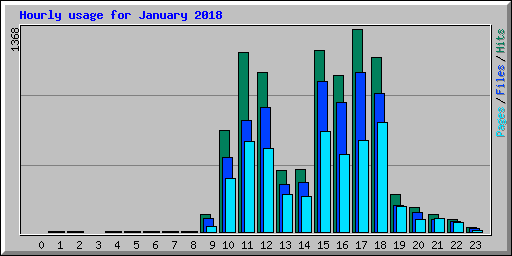 Hourly usage for January 2018
1368
Pages / Files / Hits
0 1 2 3 4 5 6 7 8 9 10 11 12 13 14 15 16 17 18 19 20 21 22 23